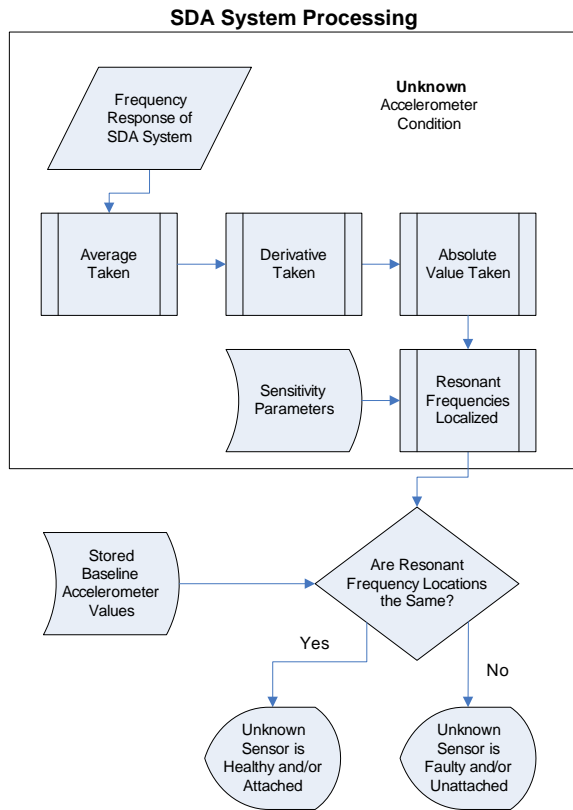 SDA System Processing
Frequency
Response of
SDA System
Unknown
Accelerometer
Condition
Average
Taken
Derivative
Taken
Absolute
Value Taken
Sensitivity
Parameters
Resonant
Frequencies
Localized
Stored
Baseline
Accelerometer
Values
Are Resonant
Frequency Locations
the Same?
Yes
No
Unknown
Sensor is
Healthy and/or
Attached
Unknown
Sensor is
Faulty and/or
Unattached